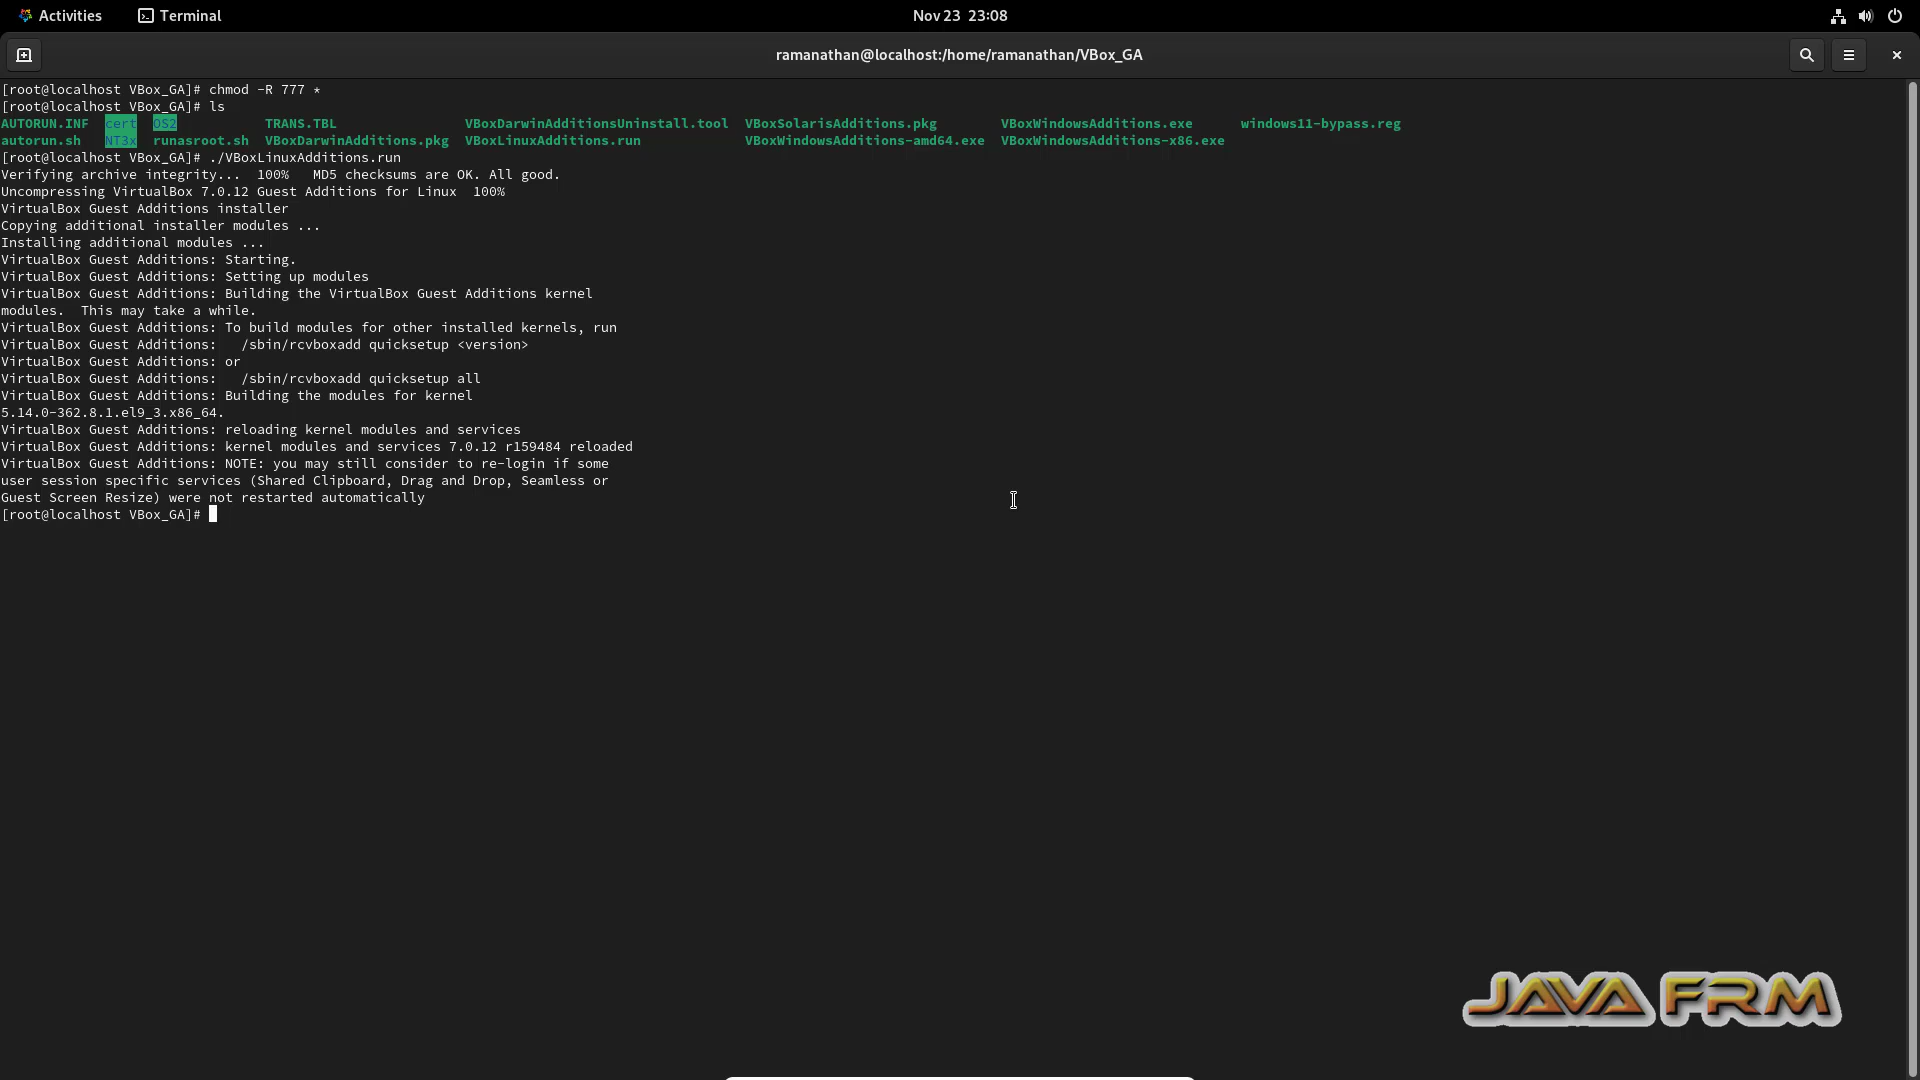 Activities Terminal Nov 23 23:08
ramanathan@localhost:/home/ramanathan/VBox_GA
[root@localhost VBox_GA]# chmod -R 777 *
[root@localhost VBox_GA]# ls
AUTORUN.INF cert OS2 TRANS.TBL VBoxDarwinAdditionsUninstall.tool VBoxSolarisAdditions.pkg VBoxWindowsAdditions.exe windows11-bypass.reg
autorun.sh NT3x runasroot.sh VBoxDarwinAdditions.pkg VBoxLinuxAdditions.run VBoxWindowsAdditions-amd64.exe VBoxWindowsAdditions-x86.exe
[root@localhost VBox_GA]# ./VBoxLinuxAdditions.run
Verifying archive integrity... 100% MD5 checksums are OK. All good.
Uncompressing VirtualBox 7.0.12 Guest Additions for Linux 100%
VirtualBox Guest Additions installer
Copying additional installer modules ...
Installing additional modules ...
VirtualBox Guest Additions: Starting.
VirtualBox Guest Additions: Setting up modules
VirtualBox Guest Additions: Building the VirtualBox Guest Additions kernel
modules. This may take a while.
VirtualBox Guest Additions: To build modules for other installed kernels, run
VirtualBox Guest Additions: /sbin/rcvboxadd quicksetup <version>
VirtualBox Guest Additions: or
VirtualBox Guest Additions: /sbin/rcvboxadd quicksetup all
VirtualBox Guest Additions: Building the modules for kernel
5.14.0-362.8.1.el9_3.x86_64.
VirtualBox Guest Additions: reloading kernel modules and services
VirtualBox Guest Additions: kernel modules and services 7.0.12 r159484 reloaded
VirtualBox Guest Additions: NOTE: you may still consider to re-login if some
user session specific services (Shared Clipboard, Drag and Drop, Seamless or
Guest Screen Resize) were not restarted automatically
[root@localhost VBox_GA]#
JAVA FRM